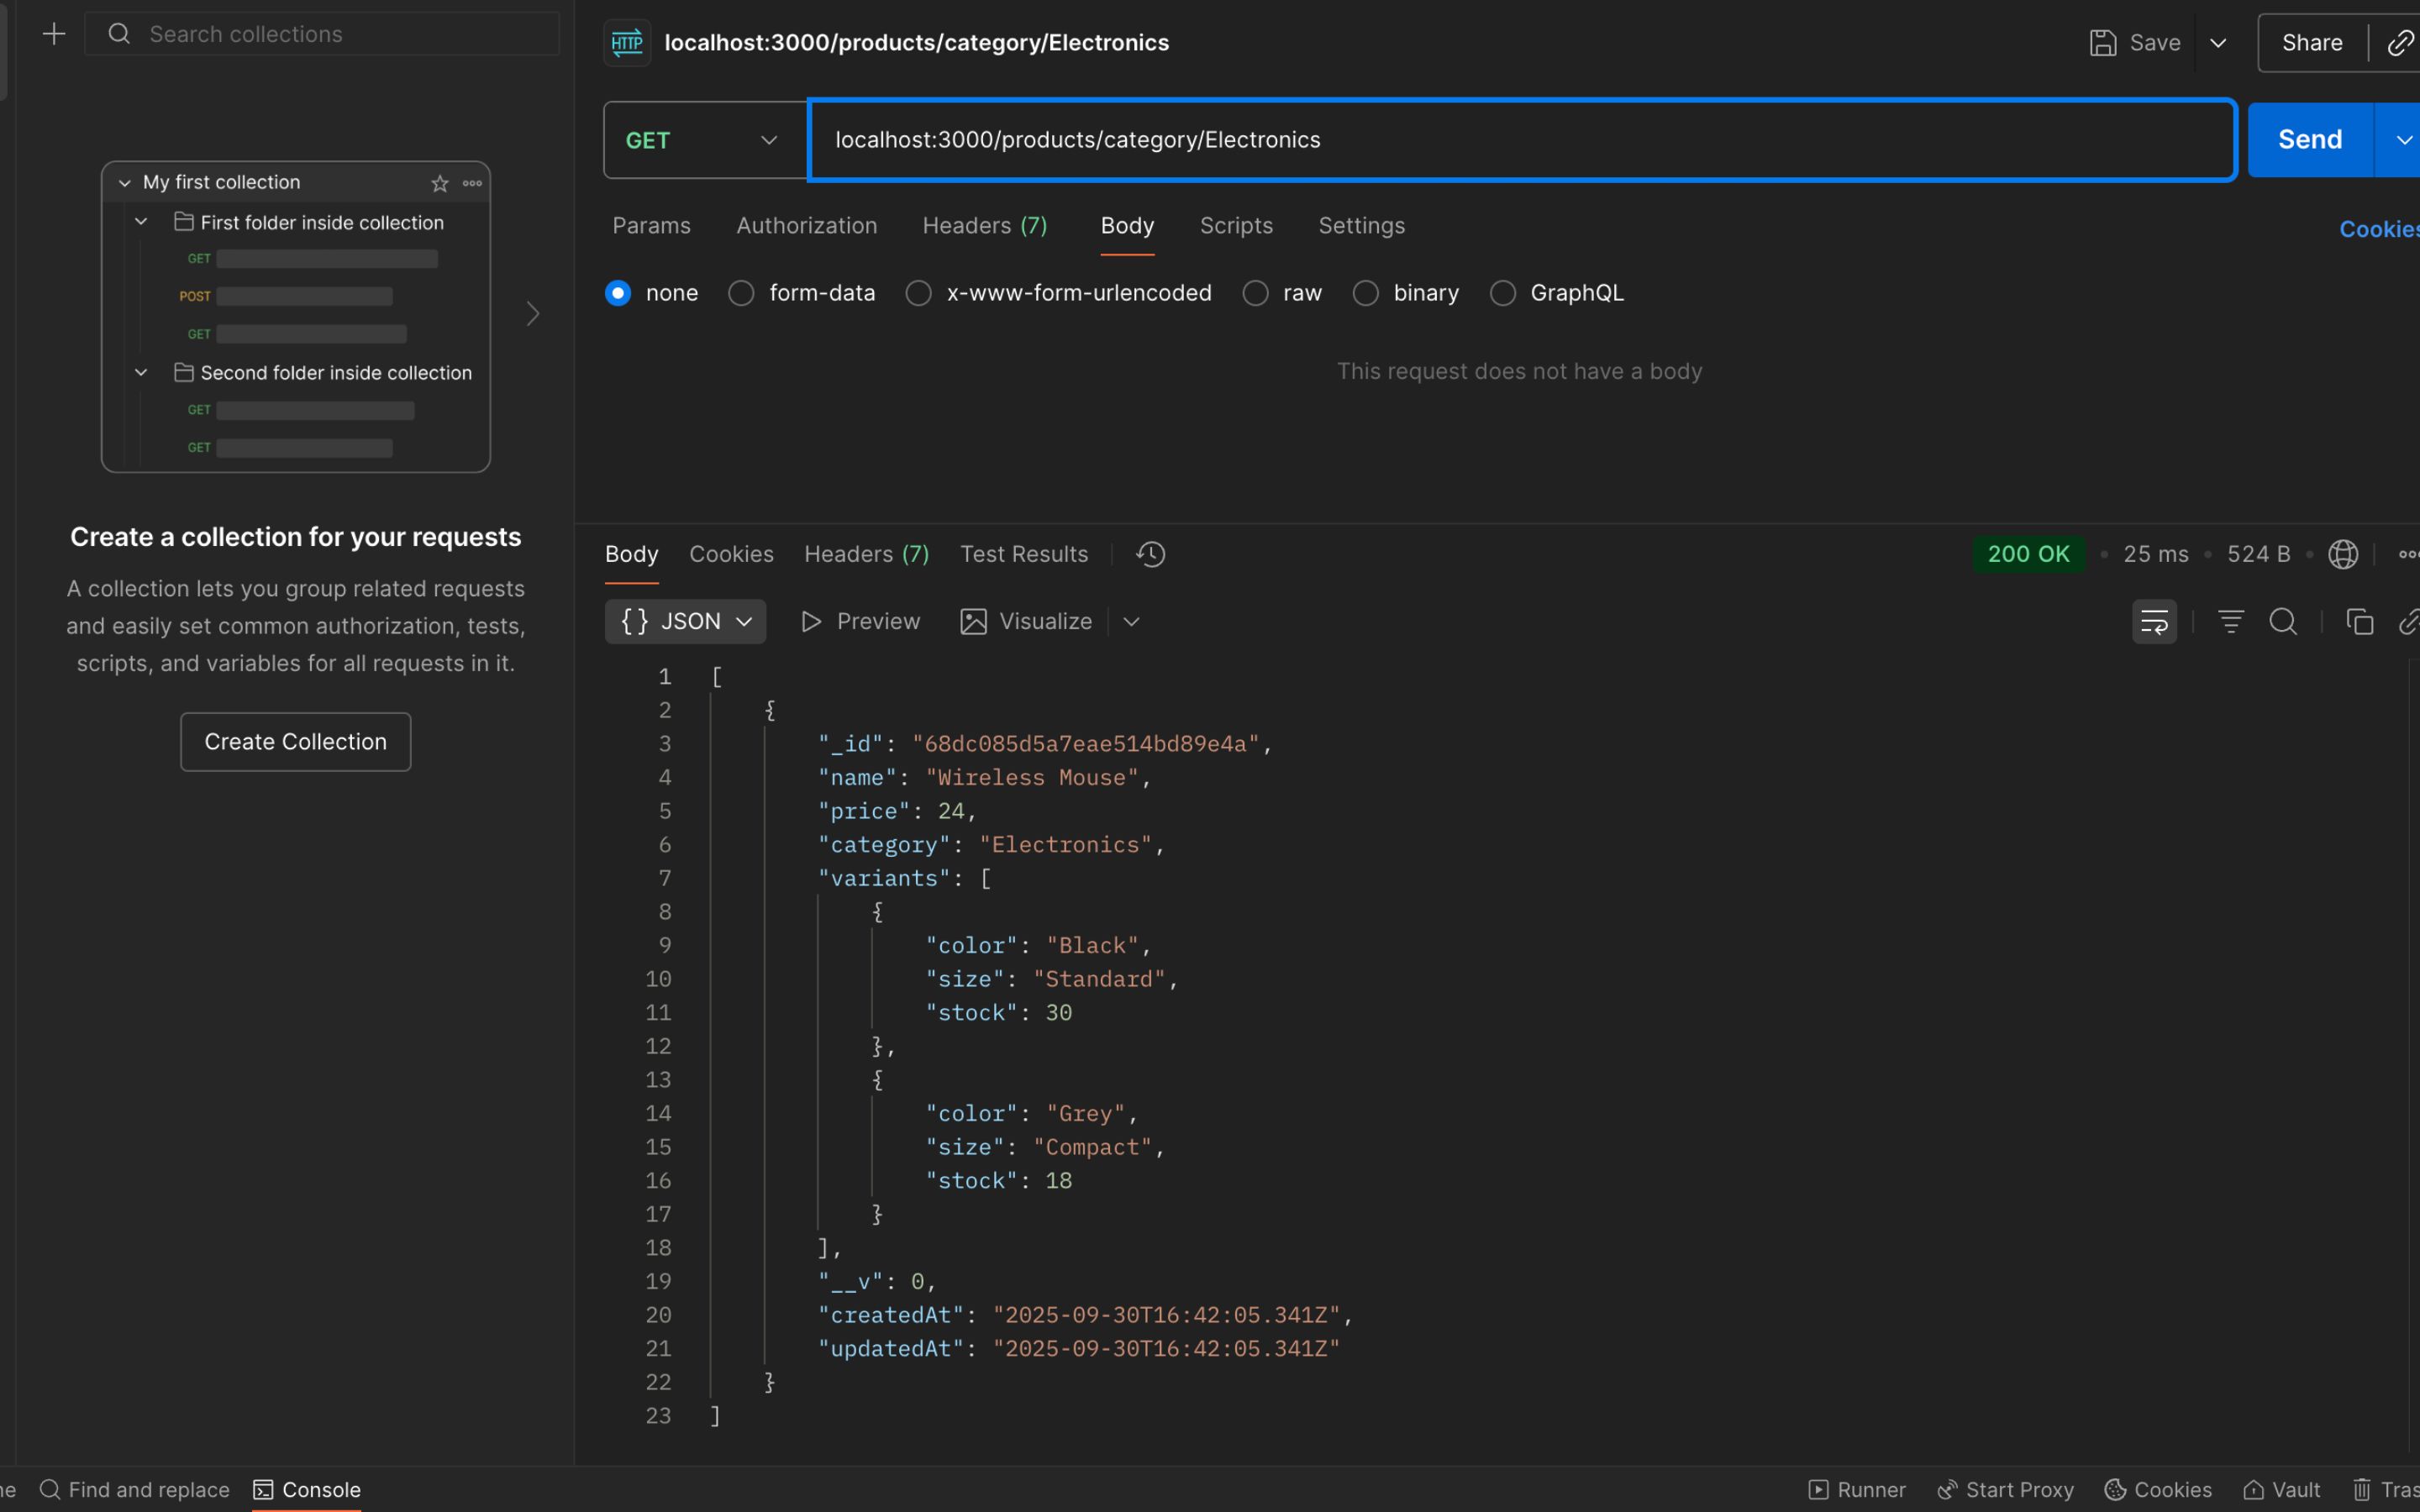 Search collections
My first collection
First folder inside collection
GET
POST
GET
Second folder inside collection
GET
GET
Create a collection for your requests
A collection lets you group related requests
and easily set common authorization, tests,
scripts, and variables for all requests in it.
Create Collection
HTTP localhost:3000/products/category/Electronics
Save
Share
GET localhost:3000/products/category/Electronics
Send
Params Authorization Headers (7) Body Scripts Settings
Cookies
none form-data x-www-form-urlencoded raw binary GraphQL
This request does not have a body
Body Cookies Headers (7) Test Results
200 OK • 25 ms • 524 B •
{ } JSON Preview Visualize
1 [
2 {
3 "_id": "68dc085d5a7eae514bd89e4a",
4 "name": "Wireless Mouse",
5 "price": 24,
6 "category": "Electronics",
7 "variants": [
8 {
9 "color": "Black",
10 "size": "Standard",
11 "stock": 30
12 },
13 {
14 "color": "Grey",
15 "size": "Compact",
16 "stock": 18
17 }
18 ],
19 "__v": 0,
20 "createdAt": "2025-09-30T16:42:05.341Z",
21 "updatedAt": "2025-09-30T16:42:05.341Z"
22 }
23 ]
Find and replace Console
Runner Start Proxy Cookies Vault